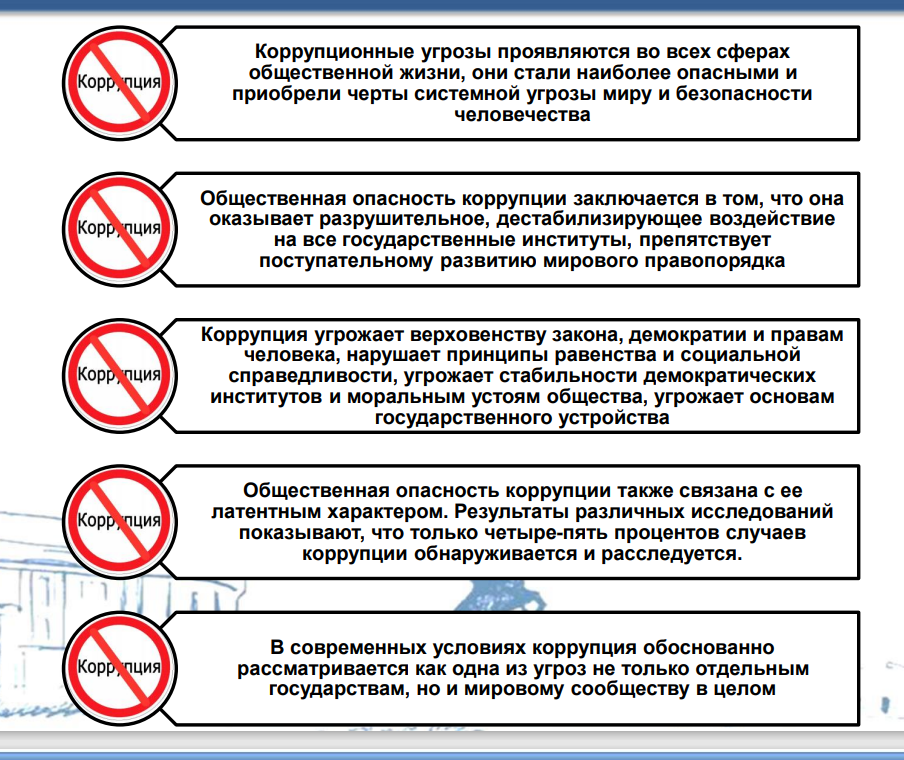 Коррупция
Коррупционные угрозы проявляются во всех сферах
общественной жизни, они стали наиболее опасными и
приобрели черты системной угрозы миру и безопасности
человечества
Коррупция
Общественная опасность коррупции заключается в том, что она
оказывает разрушительное, дестабилизирующее воздействие
на все государственные институты, препятствует
поступательному развитию мирового правопорядка
Коррупция
Коррупция угрожает верховенству закона, демократии и правам
человека, нарушает принципы равенства и социальной
справедливости, угрожает стабильности демократических
институтов и моральным устоям общества, угрожает основам
государственного устройства
Коррупция
Общественная опасность коррупции также связана с ее
латентным характером. Результаты различных исследований
показывают, что только четыре-пять процентов случаев
коррупции обнаруживается и расследуется.
Коррупция
В современных условиях коррупция обоснованно
рассматривается как одна из угроз не только отдельным
государствам, но и мировому сообществу в целом